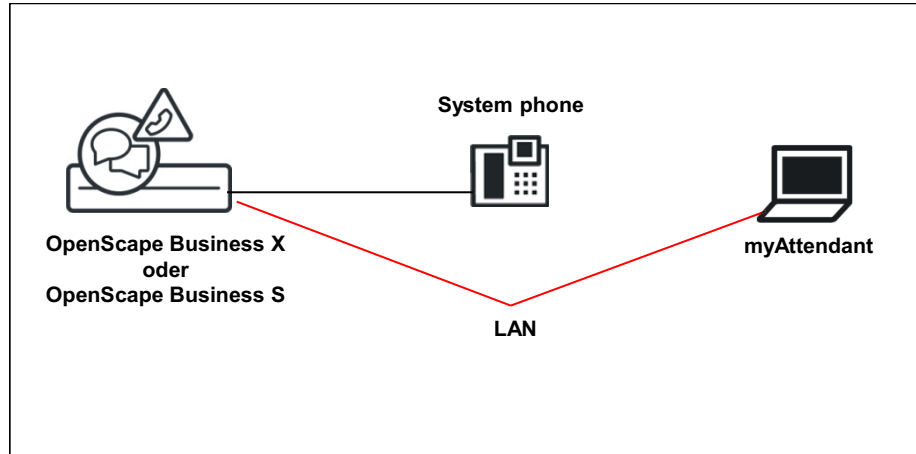 System phone
OpenScape Business X
oder
OpenScape Business S
myAttendant
LAN